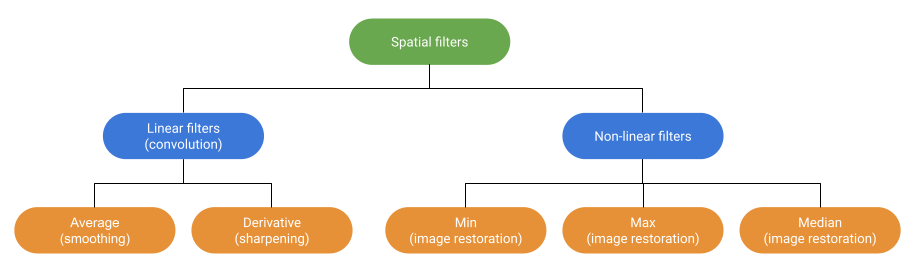 Spatial filters
Linear filters
(convolution)
Non-linear filters
Average
(smoothing)
Derivative
(sharpening)
Min
(image restoration)
Max
(image restoration)
Median
(image restoration)